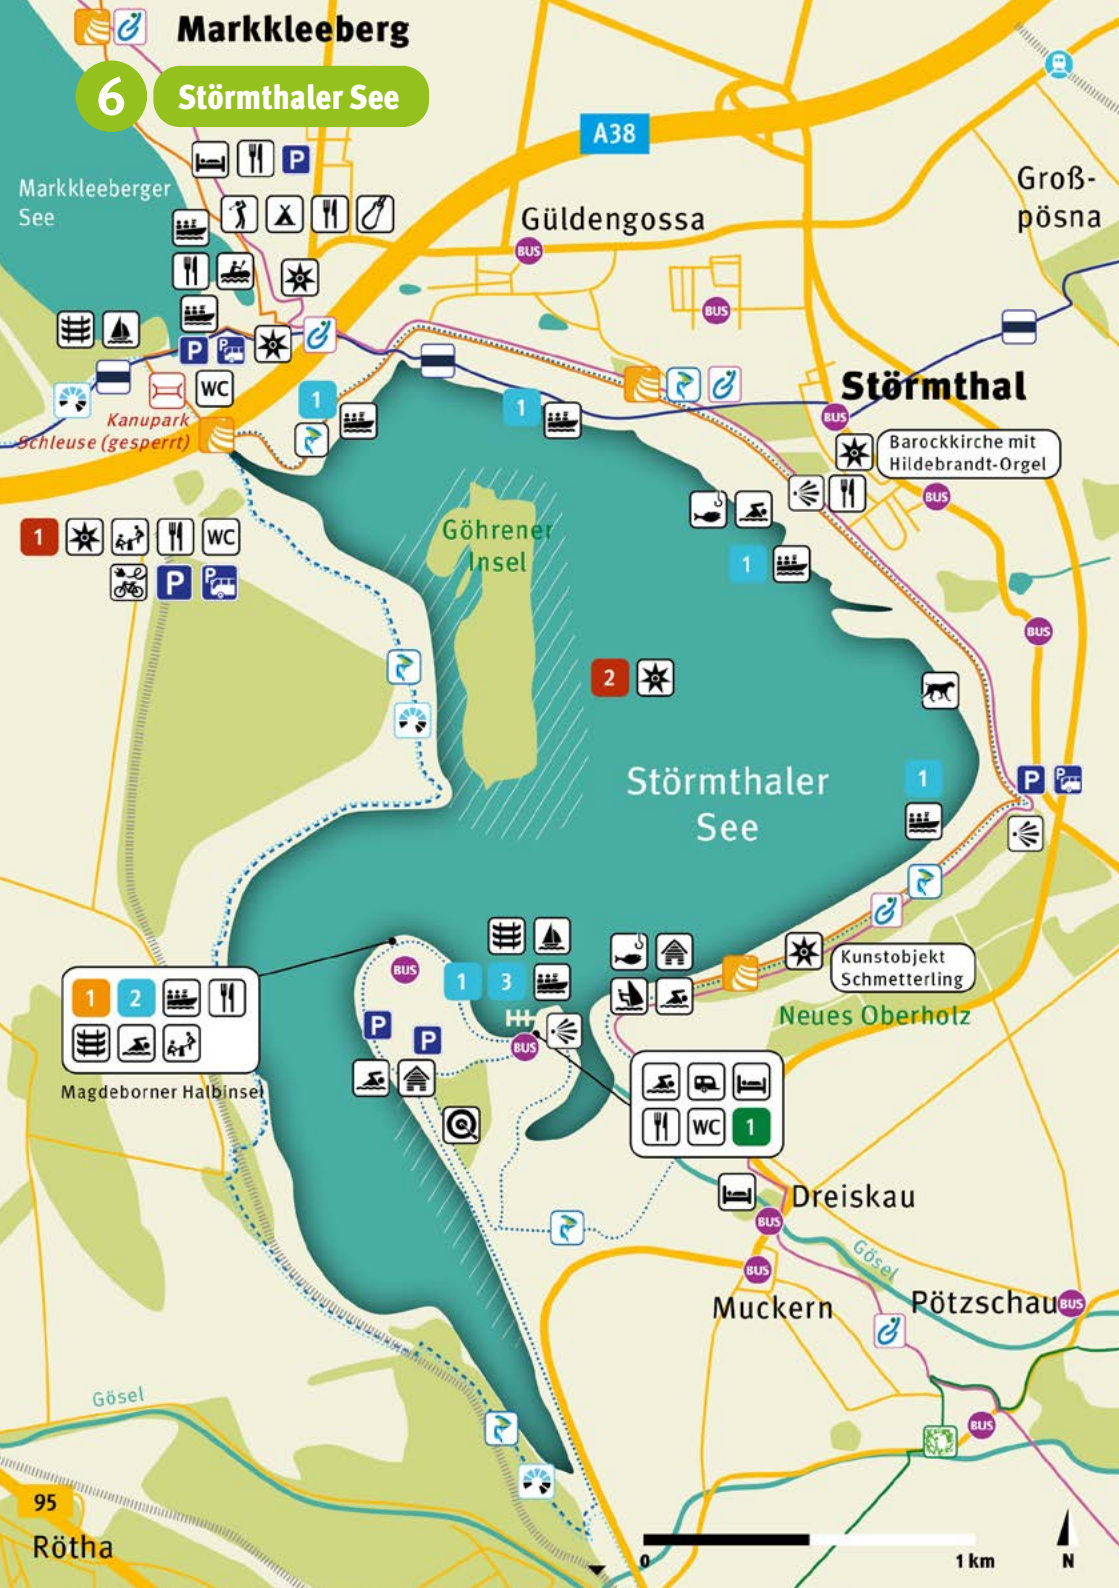 Markkleeberg
6
Störmthaler See
A38
Markkleeberger
See
Groß-
pösna
P
Güldengossa
BUS
BUS
P
P
WC
Kanupark
Schleuse (gesperrt)
1
1
Störmthal
BUS
Barockkirche mit
Hildebrandt-Orgel
BUS
1
WC
P
P
Göhrener
Insel
1
BUS
2
Störmthaler
See
1
P
P
BUS
1
3
Kunstobjekt
Schmetterling
Neues Oberholz
1
2
P
P
BUS
Magdeborner Halbinsel
WC
1
Dreiskau
BUS
Gösel
BUS
Muckern
Pötzschau
BUS
Gösel
BUS
95
Rötha
0
1 km
N